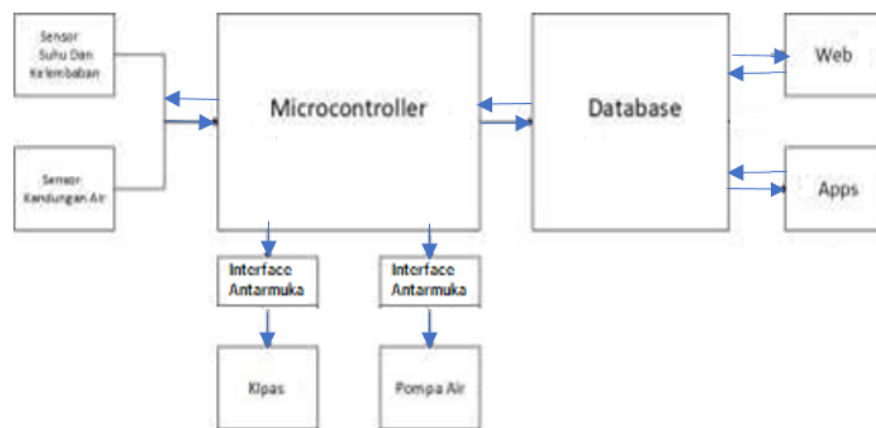 Sensor
Suhu Dan
Kelembaban
Microcontroller
Database
Web
Sensor
Kandungan Air
Apps
Interface
Antarmuka
Interface
Antarmuka
Kipas
Pompa Air